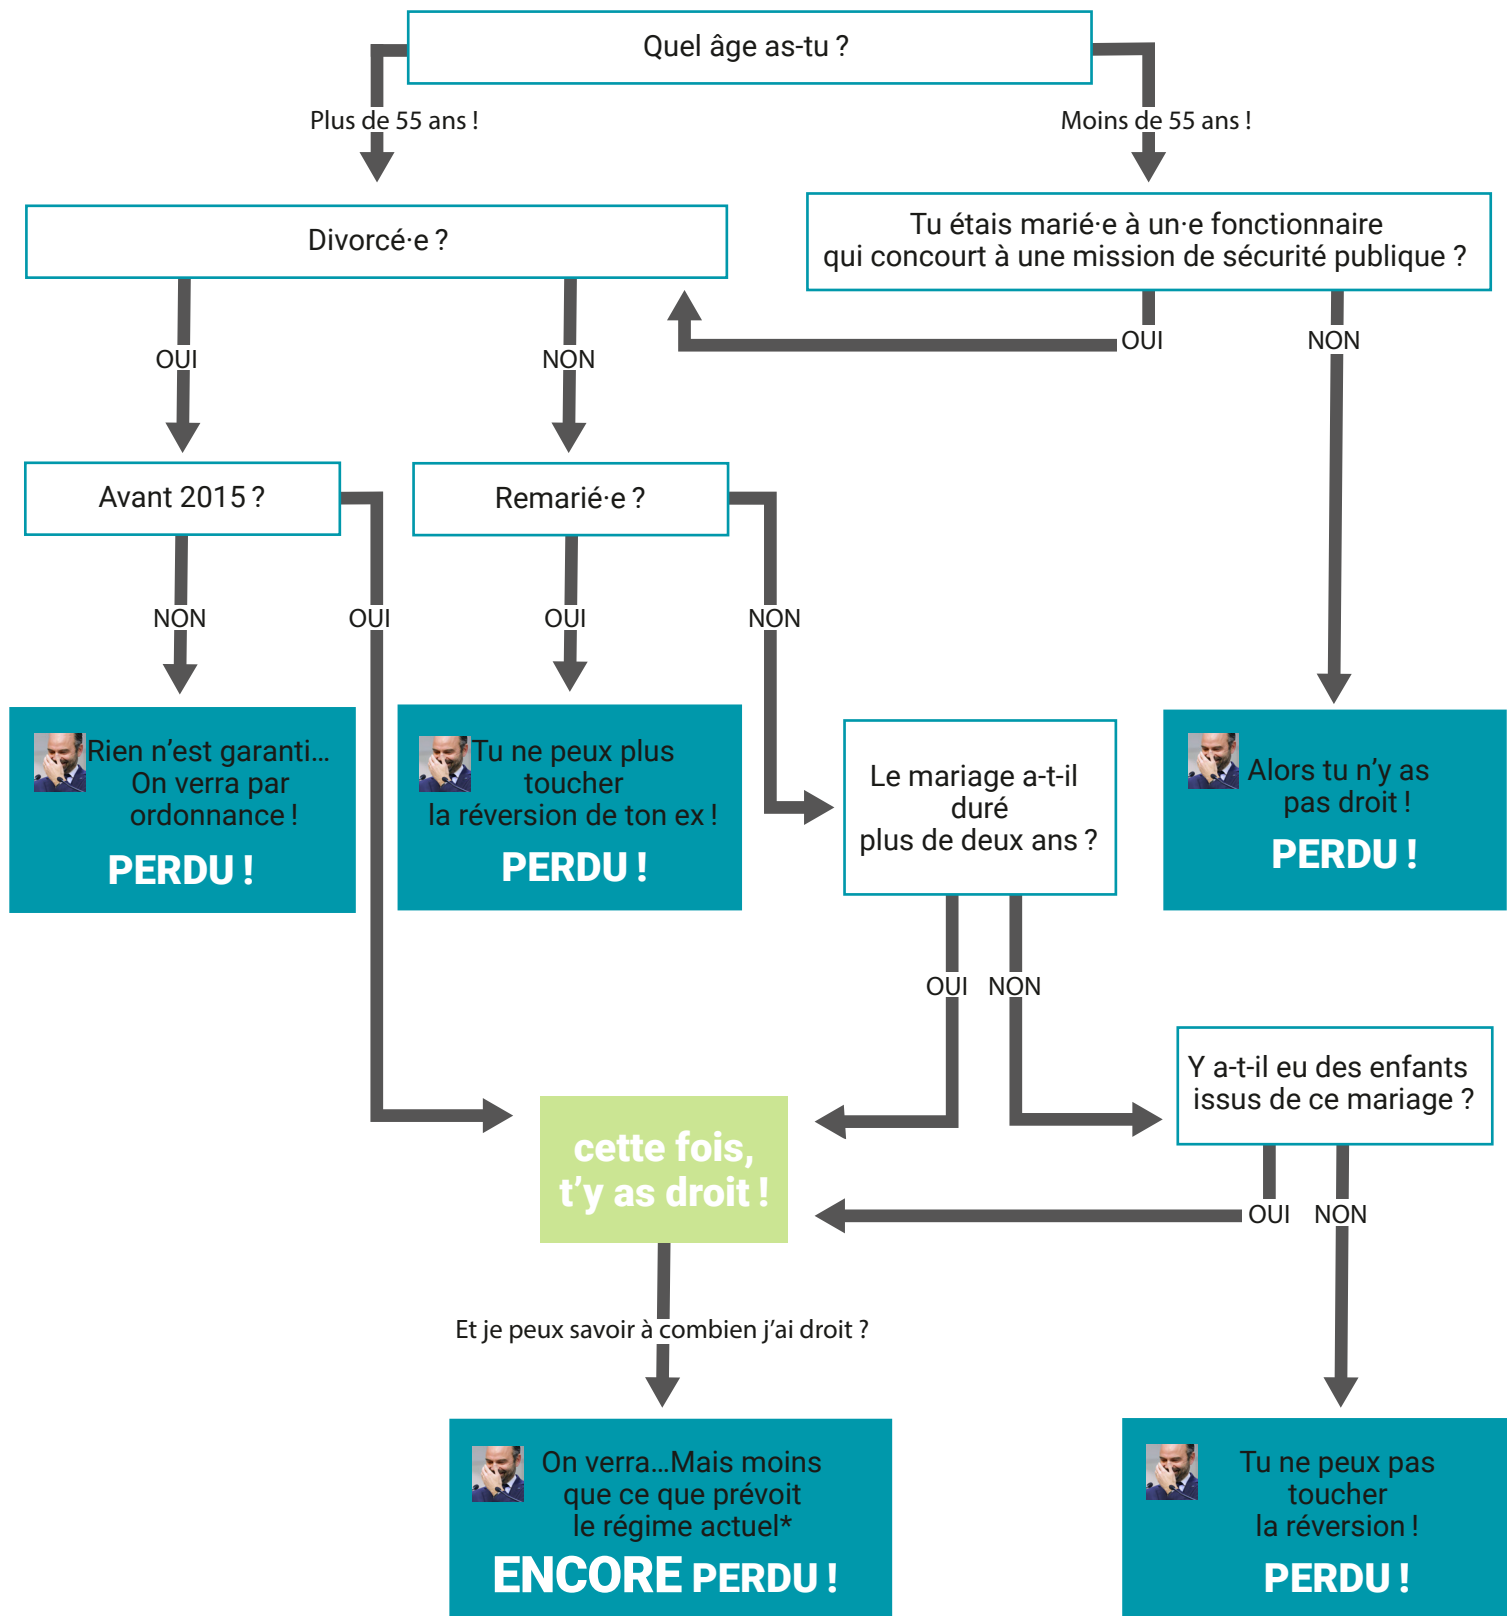 Quel âge as-tu ?
Plus de 55 ans !
Moins de 55 ans !
Divorcé·e ?
Tu étais marié·e à un·e fonctionnaire
qui concourt à une mission de sécurité publique ?
OUI
NON
OUI
NON
Avant 2015 ?
Remarié·e ?
NON
OUI
OUI
NON
Rien n’est garanti…
On verra par
ordonnance !
PERDU !
Tu ne peux plus
toucher
la réversion de ton ex !
PERDU !
Le mariage a-t-il
duré
plus de deux ans ?
Alors tu n’y as
pas droit !
PERDU !
OUI
NON
Y a-t-il eu des enfants
issus de ce mariage ?
cette fois,
t’y as droit !
OUI
NON
Et je peux savoir à combien j’ai droit ?
On verra…Mais moins
que ce que prévoit
le régime actuel*
ENCORE PERDU !
Tu ne peux pas
toucher
la réversion !
PERDU !